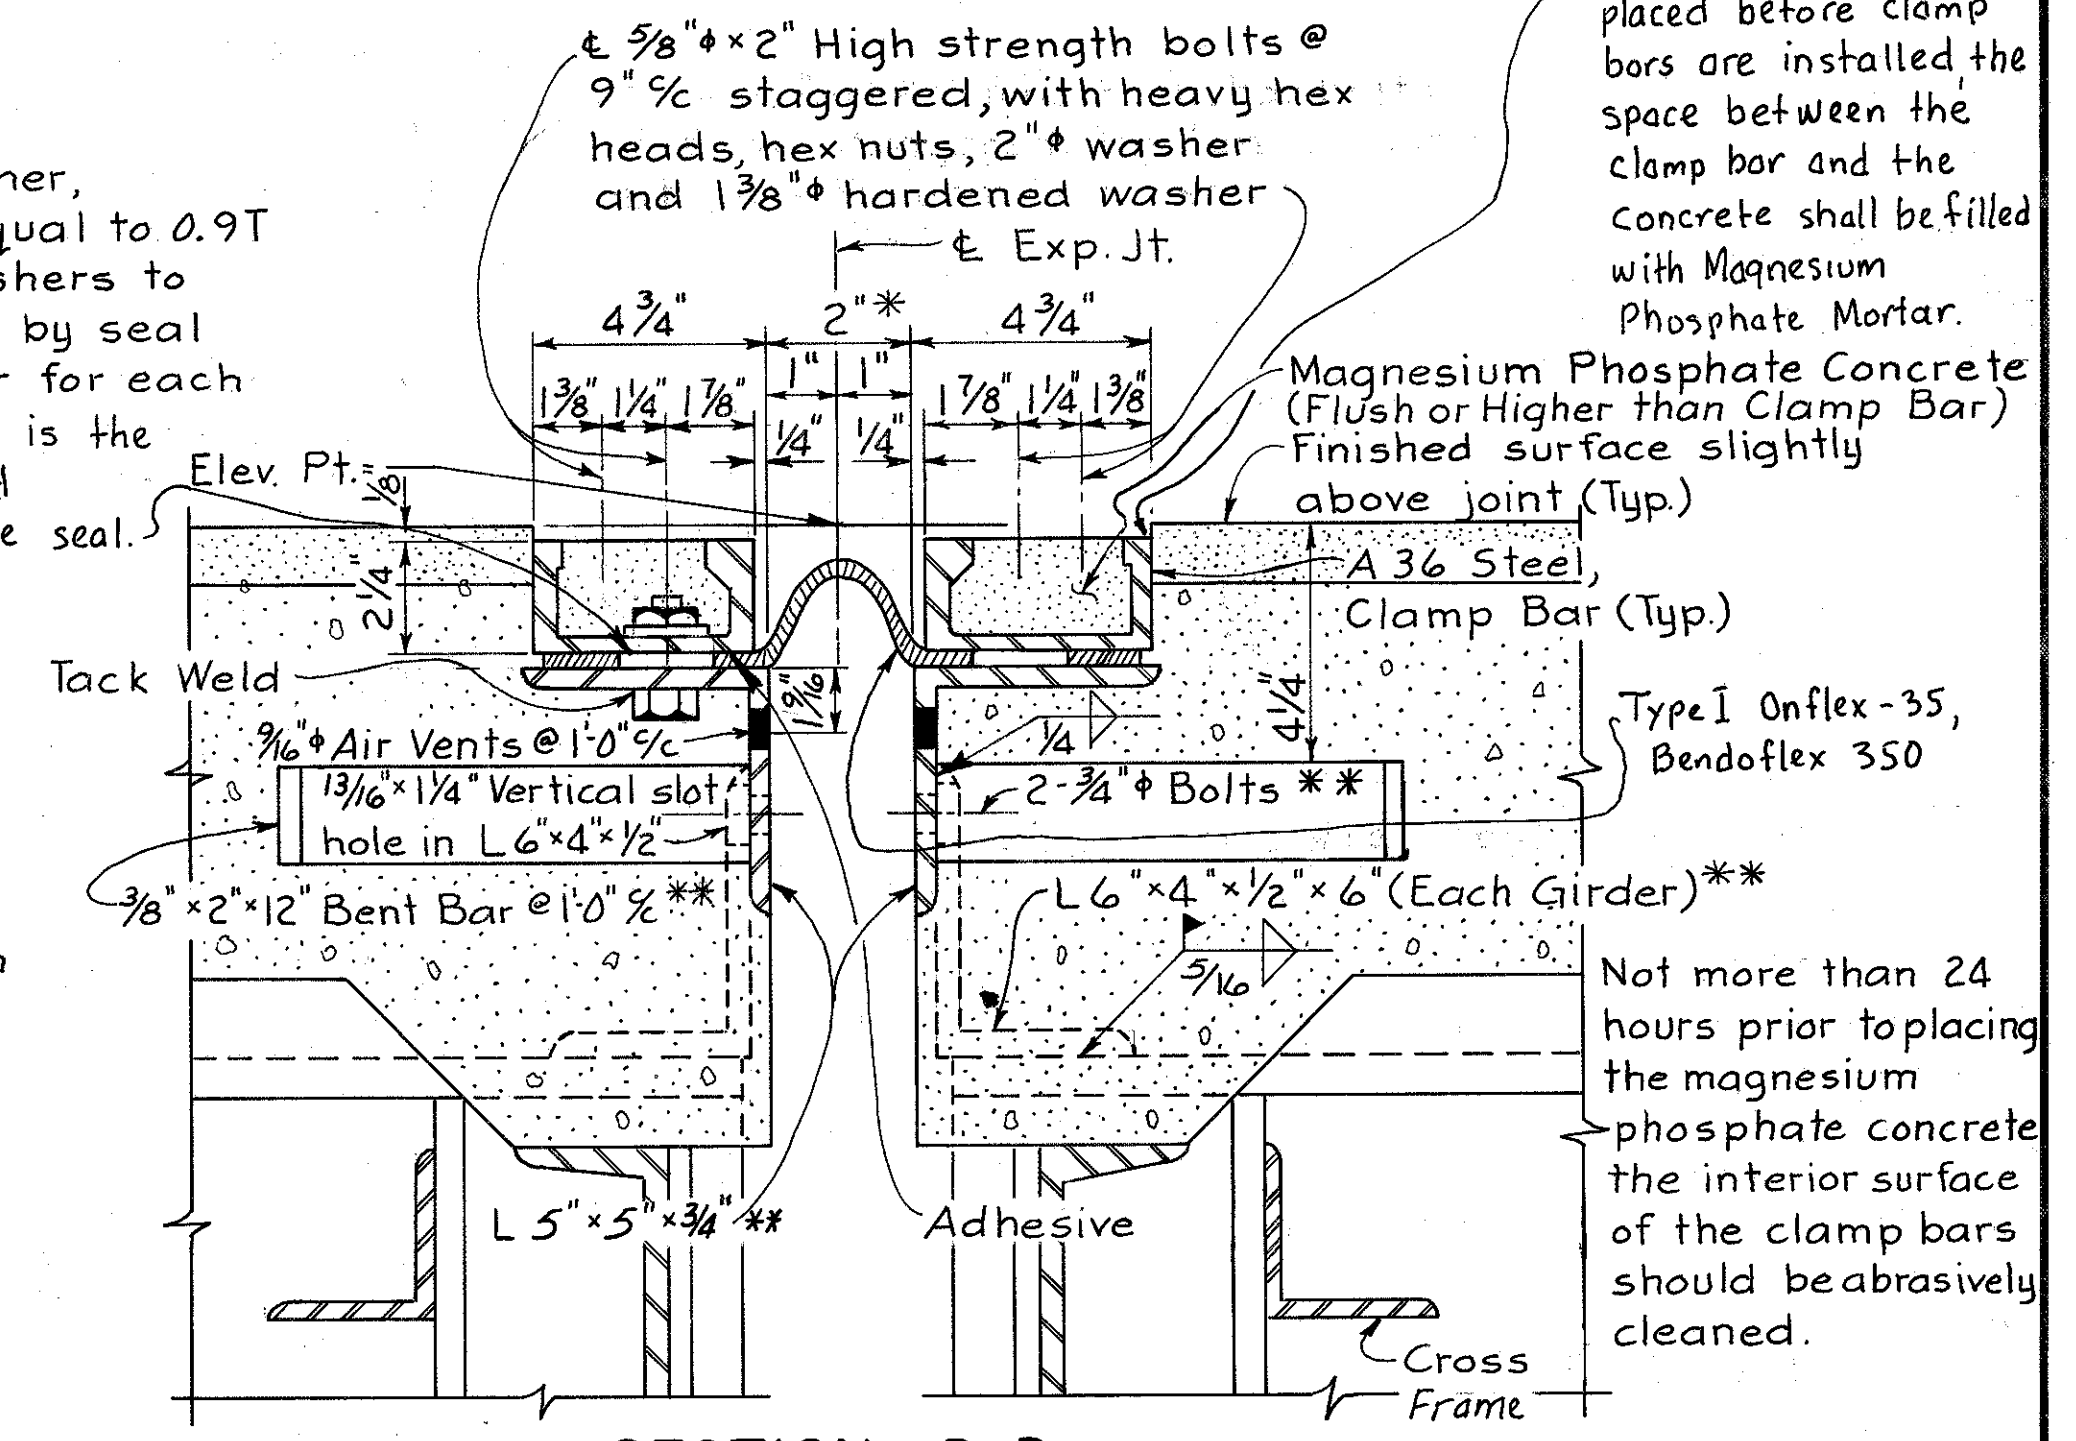 ℄ 5/8"ϕ × 2" High strength bolts @
9" c/c staggered, with heavy hex
heads, hex nuts, 2"ϕ washer
and 1 3/8"ϕ hardened washer
℄ Exp. Jt.
placed before clamp
bars are installed, the
space between the
clamp bar and the
concrete shall be filled
with Magnesium
Phosphate Mortar.
ner,
qual to 0.9T
shers to
by seal
for each
is the
e seal.
4 3/4" 2"* 4 3/4"
1" 1"
1 3/8" 1 1/4" 1 7/8" 1 7/8" 1 1/4" 1 3/8"
1/4" 1/4"
Magnesium Phosphate Concrete
(Flush or Higher than Clamp Bar)
Finished surface slightly
above joint (Typ.)
Elev. Pt.
1/8"
2 1/4"
A 36 Steel,
Clamp Bar (Typ.)
Tack Weld
1 9/16"
4 1/4"
1/4
Type I Onflex-35,
Bendoflex 350
9/16"ϕ Air Vents @ 1'-0" c/c
13/16" × 1 1/4" Vertical slot
hole in L 6" × 4" × 1/2"
2-3/4"ϕ Bolts **
3/8" × 2" × 12" Bent Bar @ 1'-0" c/c **
L 6" × 4" × 1/2" × 6" (Each Girder) **
5/16
Not more than 24
hours prior to placing
the magnesium
phosphate concrete
the interior surface
of the clamp bars
should be abrasively
cleaned.
L 5" × 5" × 3/4" **
Adhesive
Cross
Frame